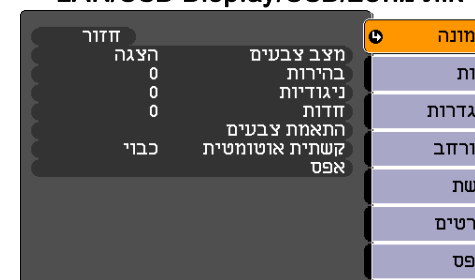 LAN/USB Display/USB
חזור
מצב צבעים הצגה
בהירות 0
ניגודיות 0
חדות 0
התאמת צבעים
קשתית אוטומטית כבוי
אפס
מונה
ות
גדרות
ורחב
שת
רטים
פס